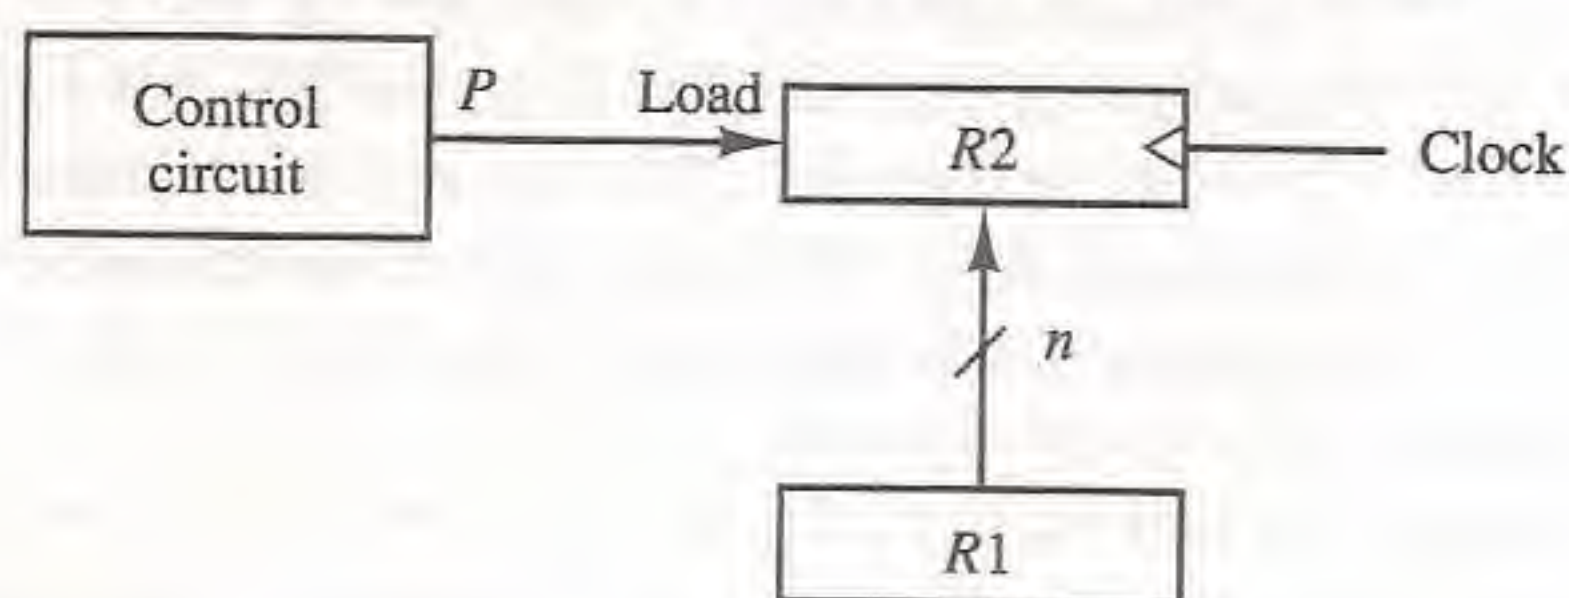 Control
circuit
P
Load
R2
Clock
n
R1